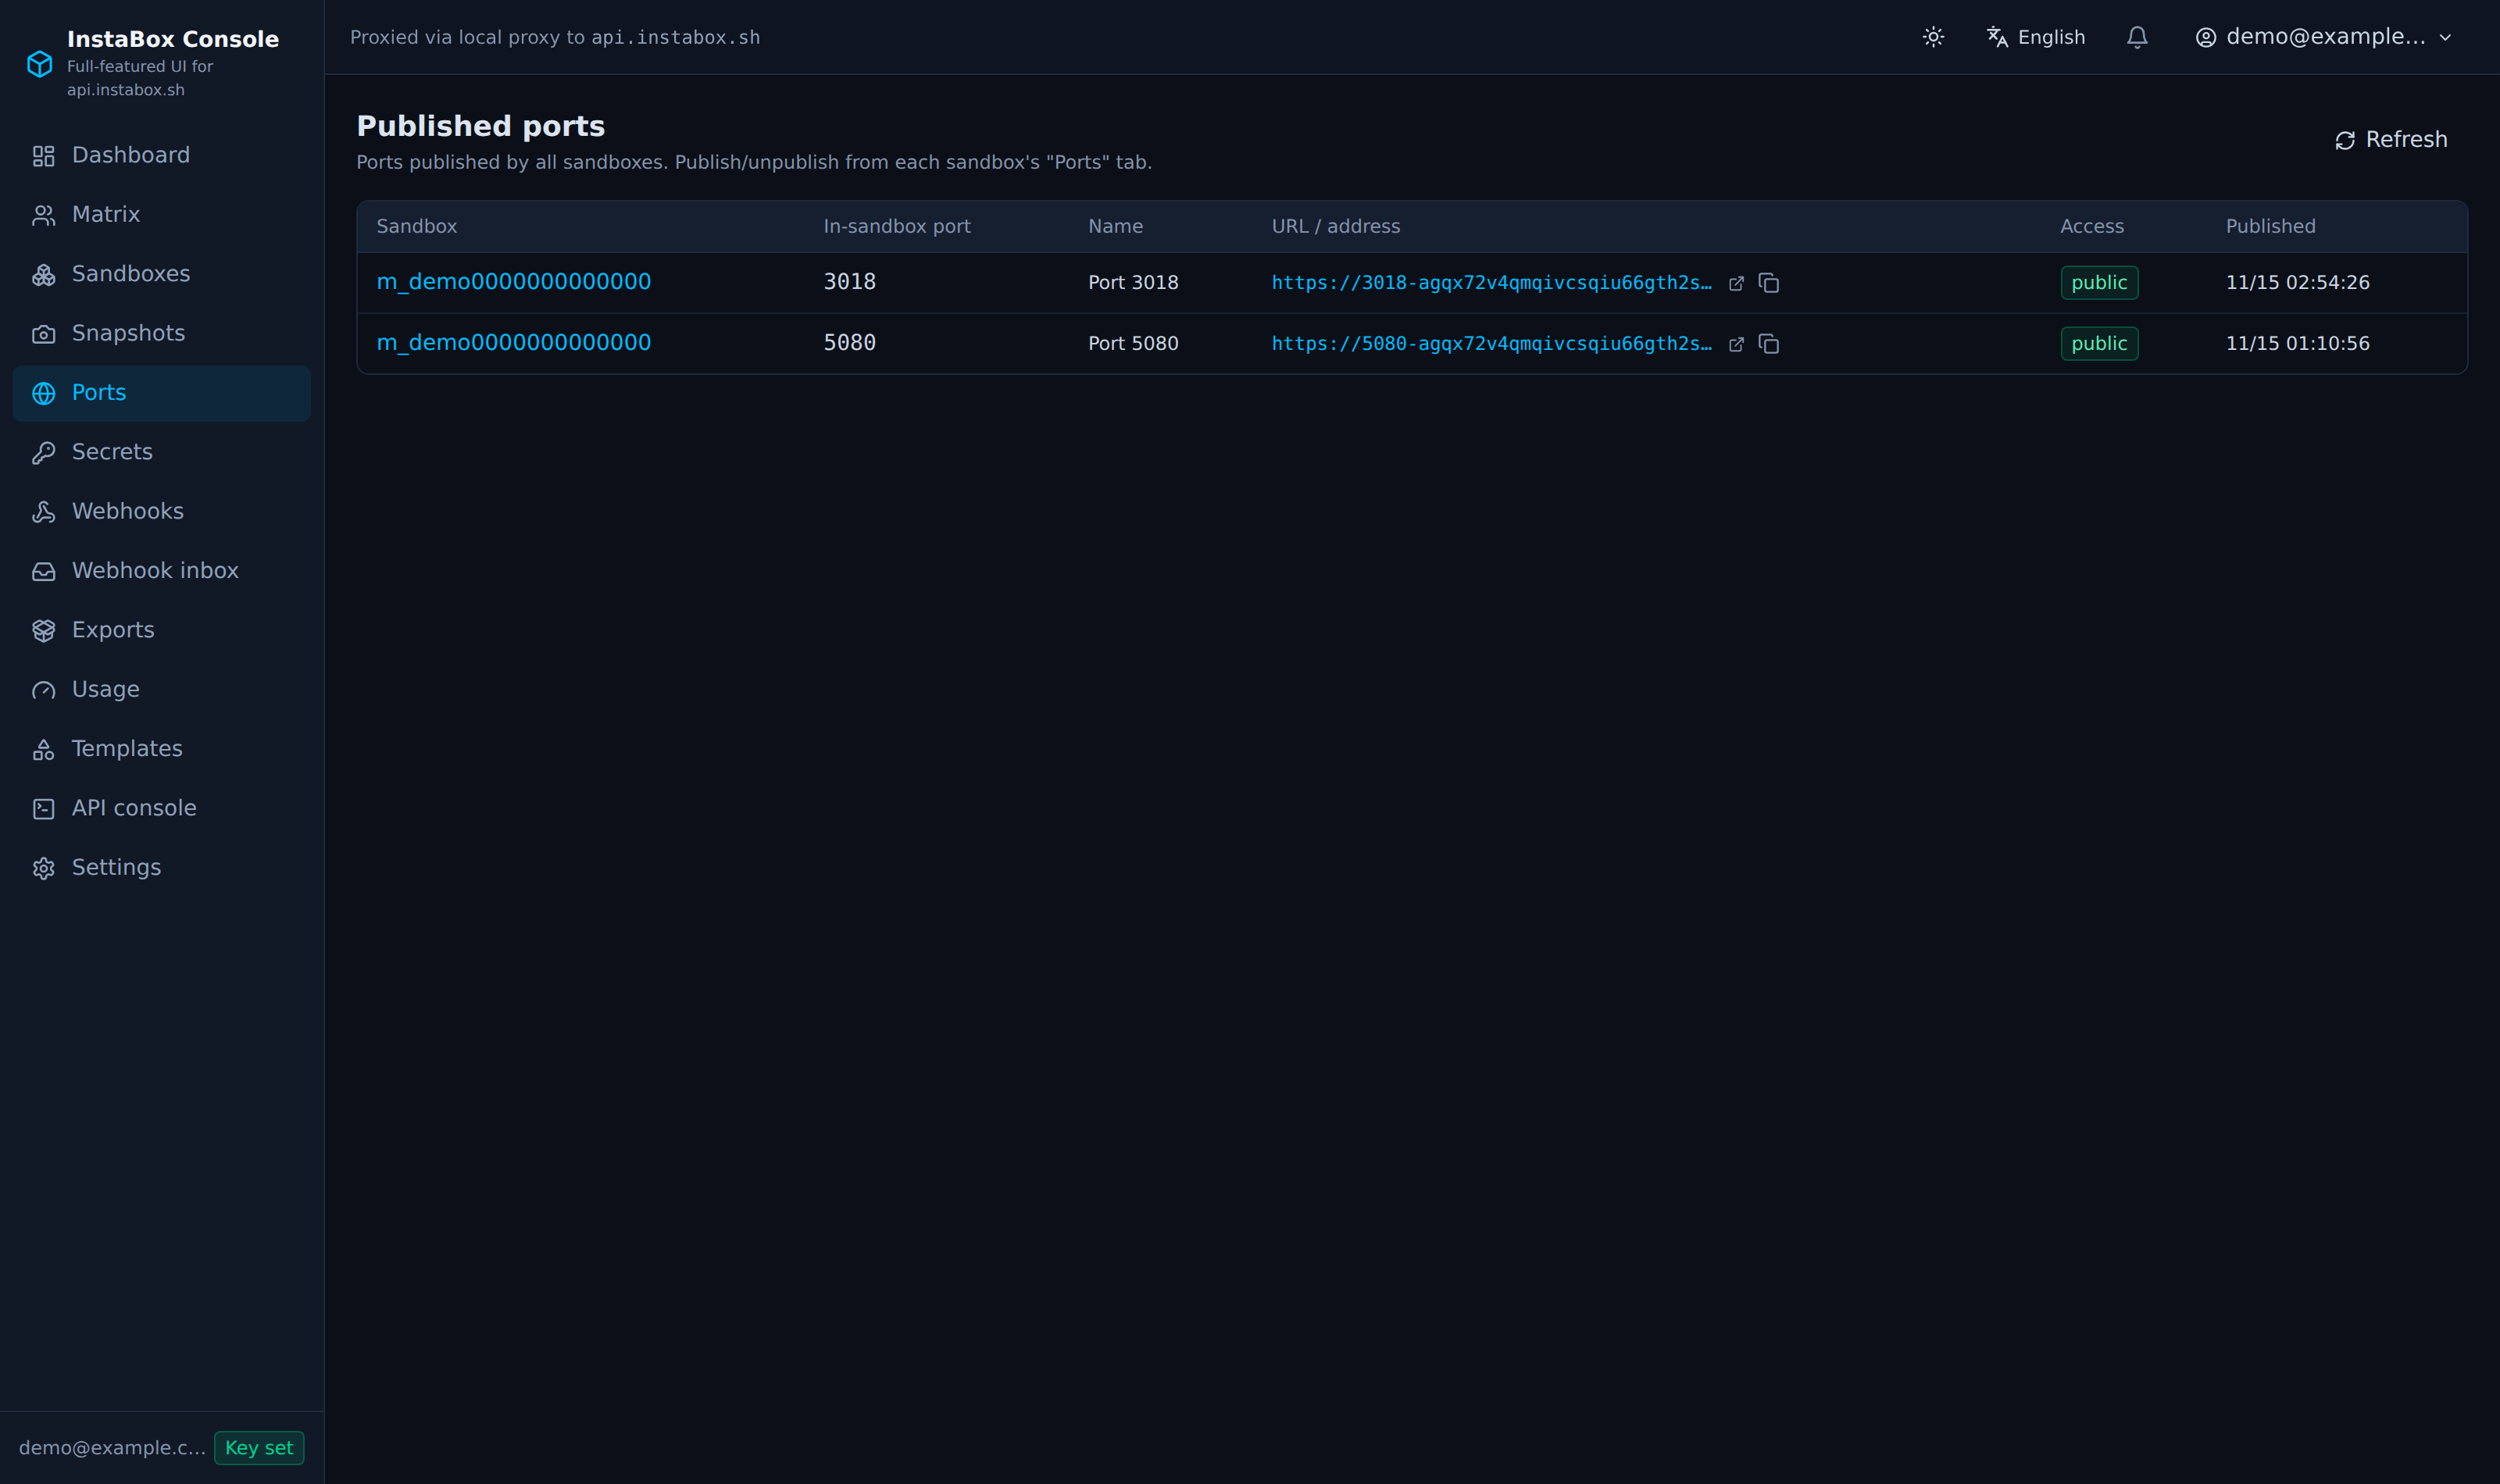 InstaBox Console
Full-featured UI for
api.instabox.sh
Dashboard
Matrix
Sandboxes
Snapshots
Ports
Secrets
Webhooks
Webhook inbox
Exports
Usage
Templates
API console
Settings
demo@example.c… Key set
Proxied via local proxy to api.instabox.sh
English
demo@example…
Published ports
Ports published by all sandboxes. Publish/unpublish from each sandbox's "Ports" tab.
Refresh
Sandbox In-sandbox port Name URL / address Access Published
m_demo0000000000000 3018 Port 3018 https://3018-agqx72v4qmqivcsqiu66gth2s… public 11/15 02:54:26
m_demo0000000000000 5080 Port 5080 https://5080-agqx72v4qmqivcsqiu66gth2s… public 11/15 01:10:56